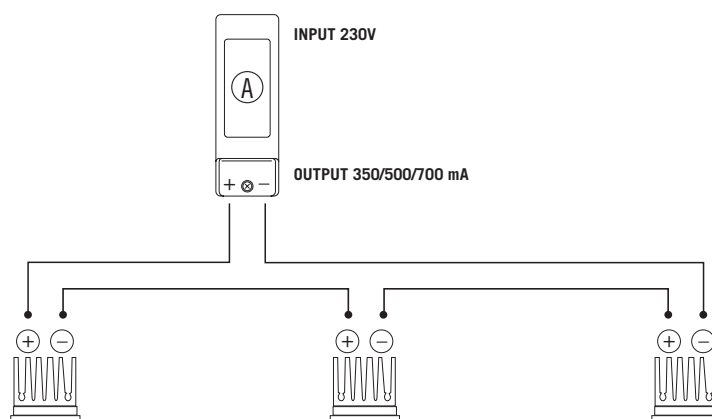 INPUT 230V
A
OUTPUT 350/500/700 mA
+ −
+ − + − + −